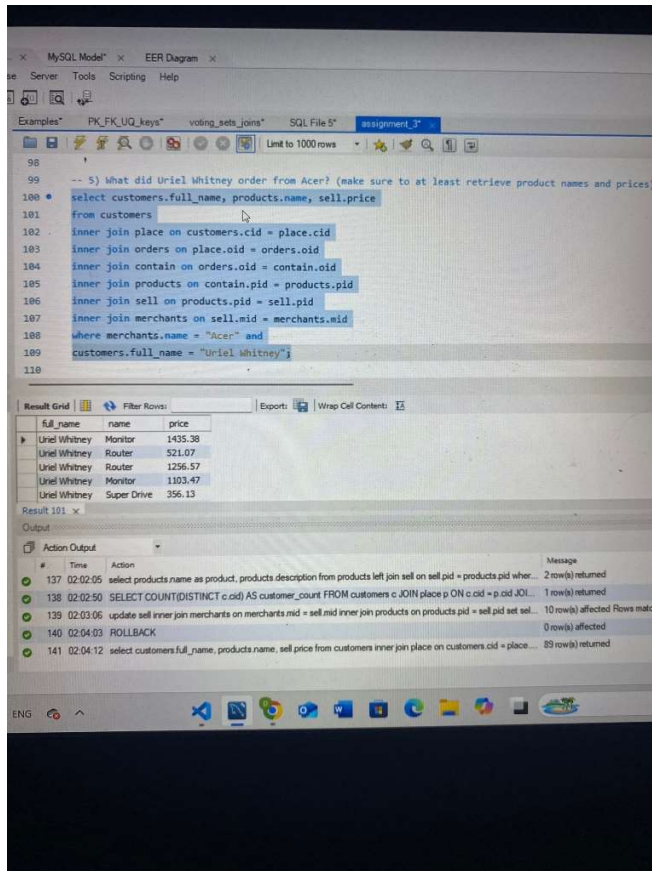 MySQL Model* × EER Diagram ×
se Server Tools Scripting Help
Examples* PK_FK_UQ_keys* voting_sets_joins* SQL File 5* assignment_3* ×
Limit to 1000 rows
98
99 -- 5) What did Uriel Whitney order from Acer? (make sure to at least retrieve product names and prices)
100 select customers.full_name, products.name, sell.price
101 from customers
102 inner join place on customers.cid = place.cid
103 inner join orders on place.oid = orders.oid
104 inner join contain on orders.oid = contain.oid
105 inner join products on contain.pid = products.pid
106 inner join sell on products.pid = sell.pid
107 inner join merchants on sell.mid = merchants.mid
108 where merchants.name = "Acer" and
109 customers.full_name = "Uriel Whitney";
110
Result Grid Filter Rows: Export: Wrap Cell Content:
full_name name price
Uriel Whitney Monitor 1435.38
Uriel Whitney Router 521.07
Uriel Whitney Router 1256.57
Uriel Whitney Monitor 1103.47
Uriel Whitney Super Drive 356.13
Result 101 ×
Output
Action Output
# Time Action Message
137 02:02:05 select products.name as product, products.description from products left join sell on sell.pid = products.pid wher... 2 row(s) returned
138 02:02:50 SELECT COUNT(DISTINCT c.cid) AS customer_count FROM customers c JOIN place p ON c.cid = p.cid JOI... 1 row(s) returned
139 02:03:06 update sell inner join merchants on merchants.mid = sell.mid inner join products on products.pid = sell.pid set sel... 10 row(s) affected Rows matc
140 02:04:03 ROLLBACK 0 row(s) affected
141 02:04:12 select customers.full_name, products.name, sell.price from customers inner join place on customers.cid = place.... 89 row(s) returned
ENG